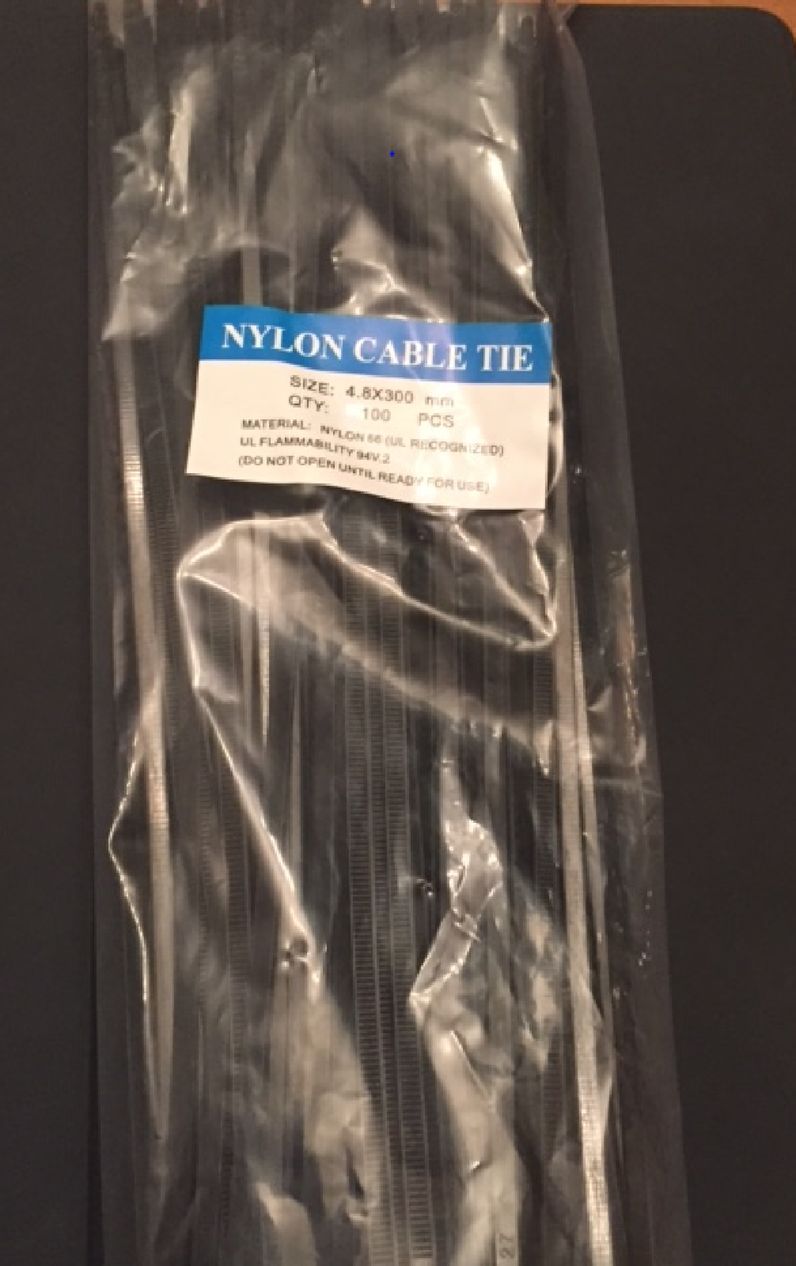 NYLON CABLE TIE
SIZE: 4.8X300 mm
QTY: 100 PCS
MATERIAL: NYLON 66 (UL RECOGNIZED)
UL FLAMMABILITY 94V.2
(DO NOT OPEN UNTIL READY FOR USE)
27